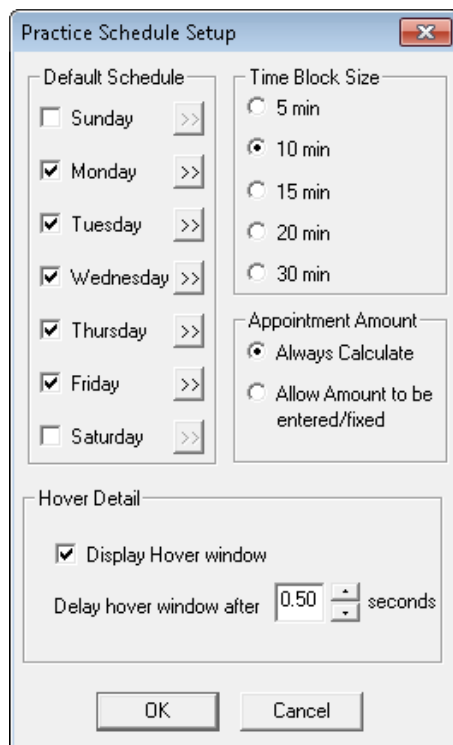 Practice Schedule Setup
Default Schedule
Sunday >>
Monday >>
Tuesday >>
Wednesday >>
Thursday >>
Friday >>
Saturday >>
Time Block Size
5 min
10 min
15 min
20 min
30 min
Appointment Amount
Always Calculate
Allow Amount to be
entered/fixed
Hover Detail
Display Hover window
Delay hover window after 0.50 seconds
OK Cancel